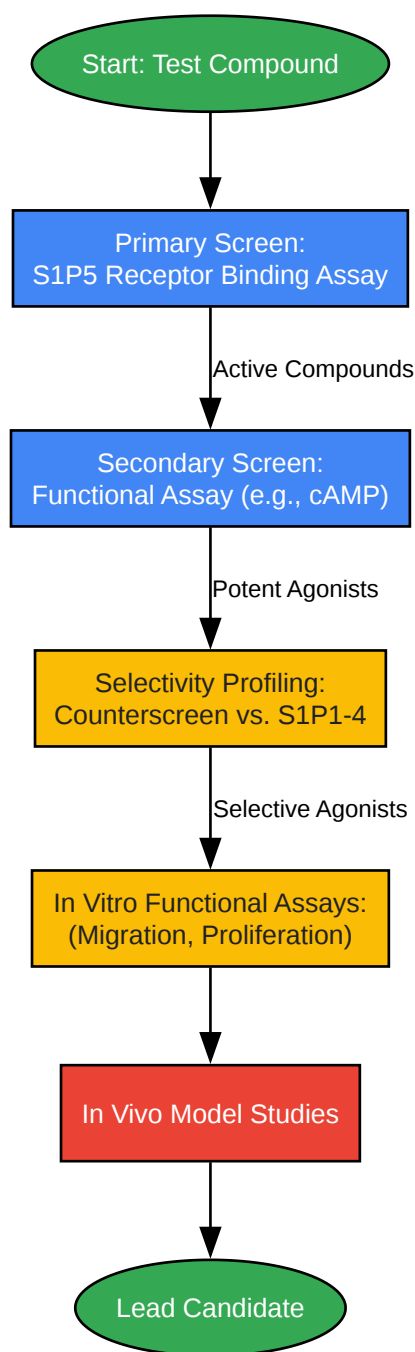 Start: Test Compound
Primary Screen:
S1P5 Receptor Binding Assay
Active Compounds
Secondary Screen:
Functional Assay (e.g., cAMP)
Potent Agonists
Selectivity Profiling:
Counterscreen vs. S1P1-4
Selective Agonists
In Vitro Functional Assays:
(Migration, Proliferation)
In Vivo Model Studies
Lead Candidate